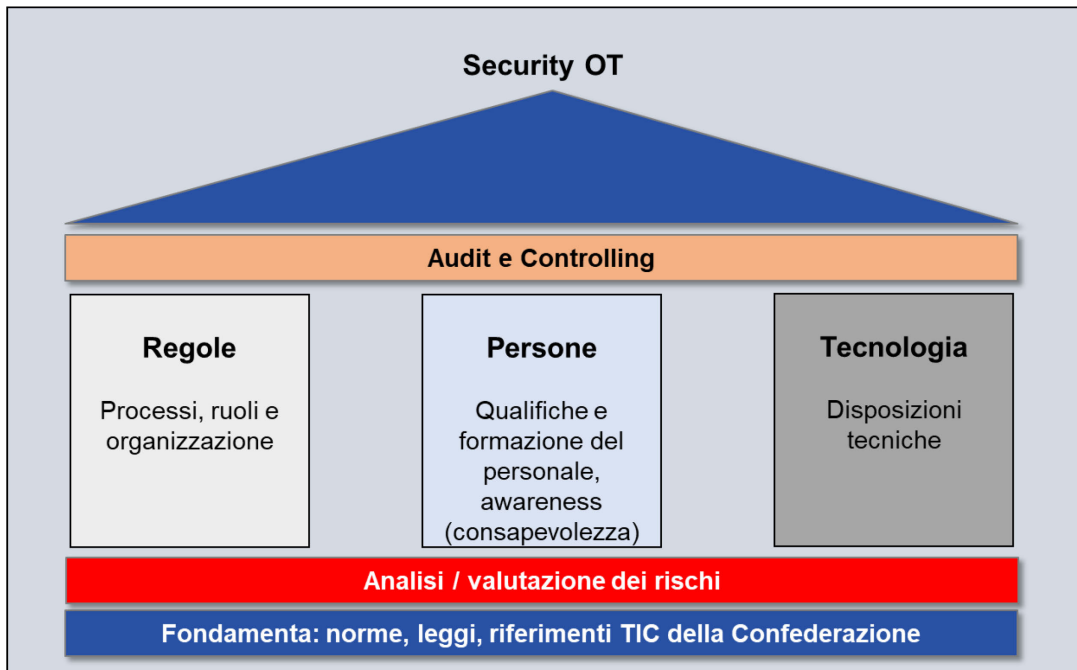 Security OT
Audit e Controlling
Regole
Processi, ruoli e
organizzazione
Persone
Qualifiche e
formazione del
personale,
awareness
(consapevolezza)
Tecnologia
Disposizioni
tecniche
Analisi / valutazione dei rischi
Fondamenta: norme, leggi, riferimenti TIC della Confederazione